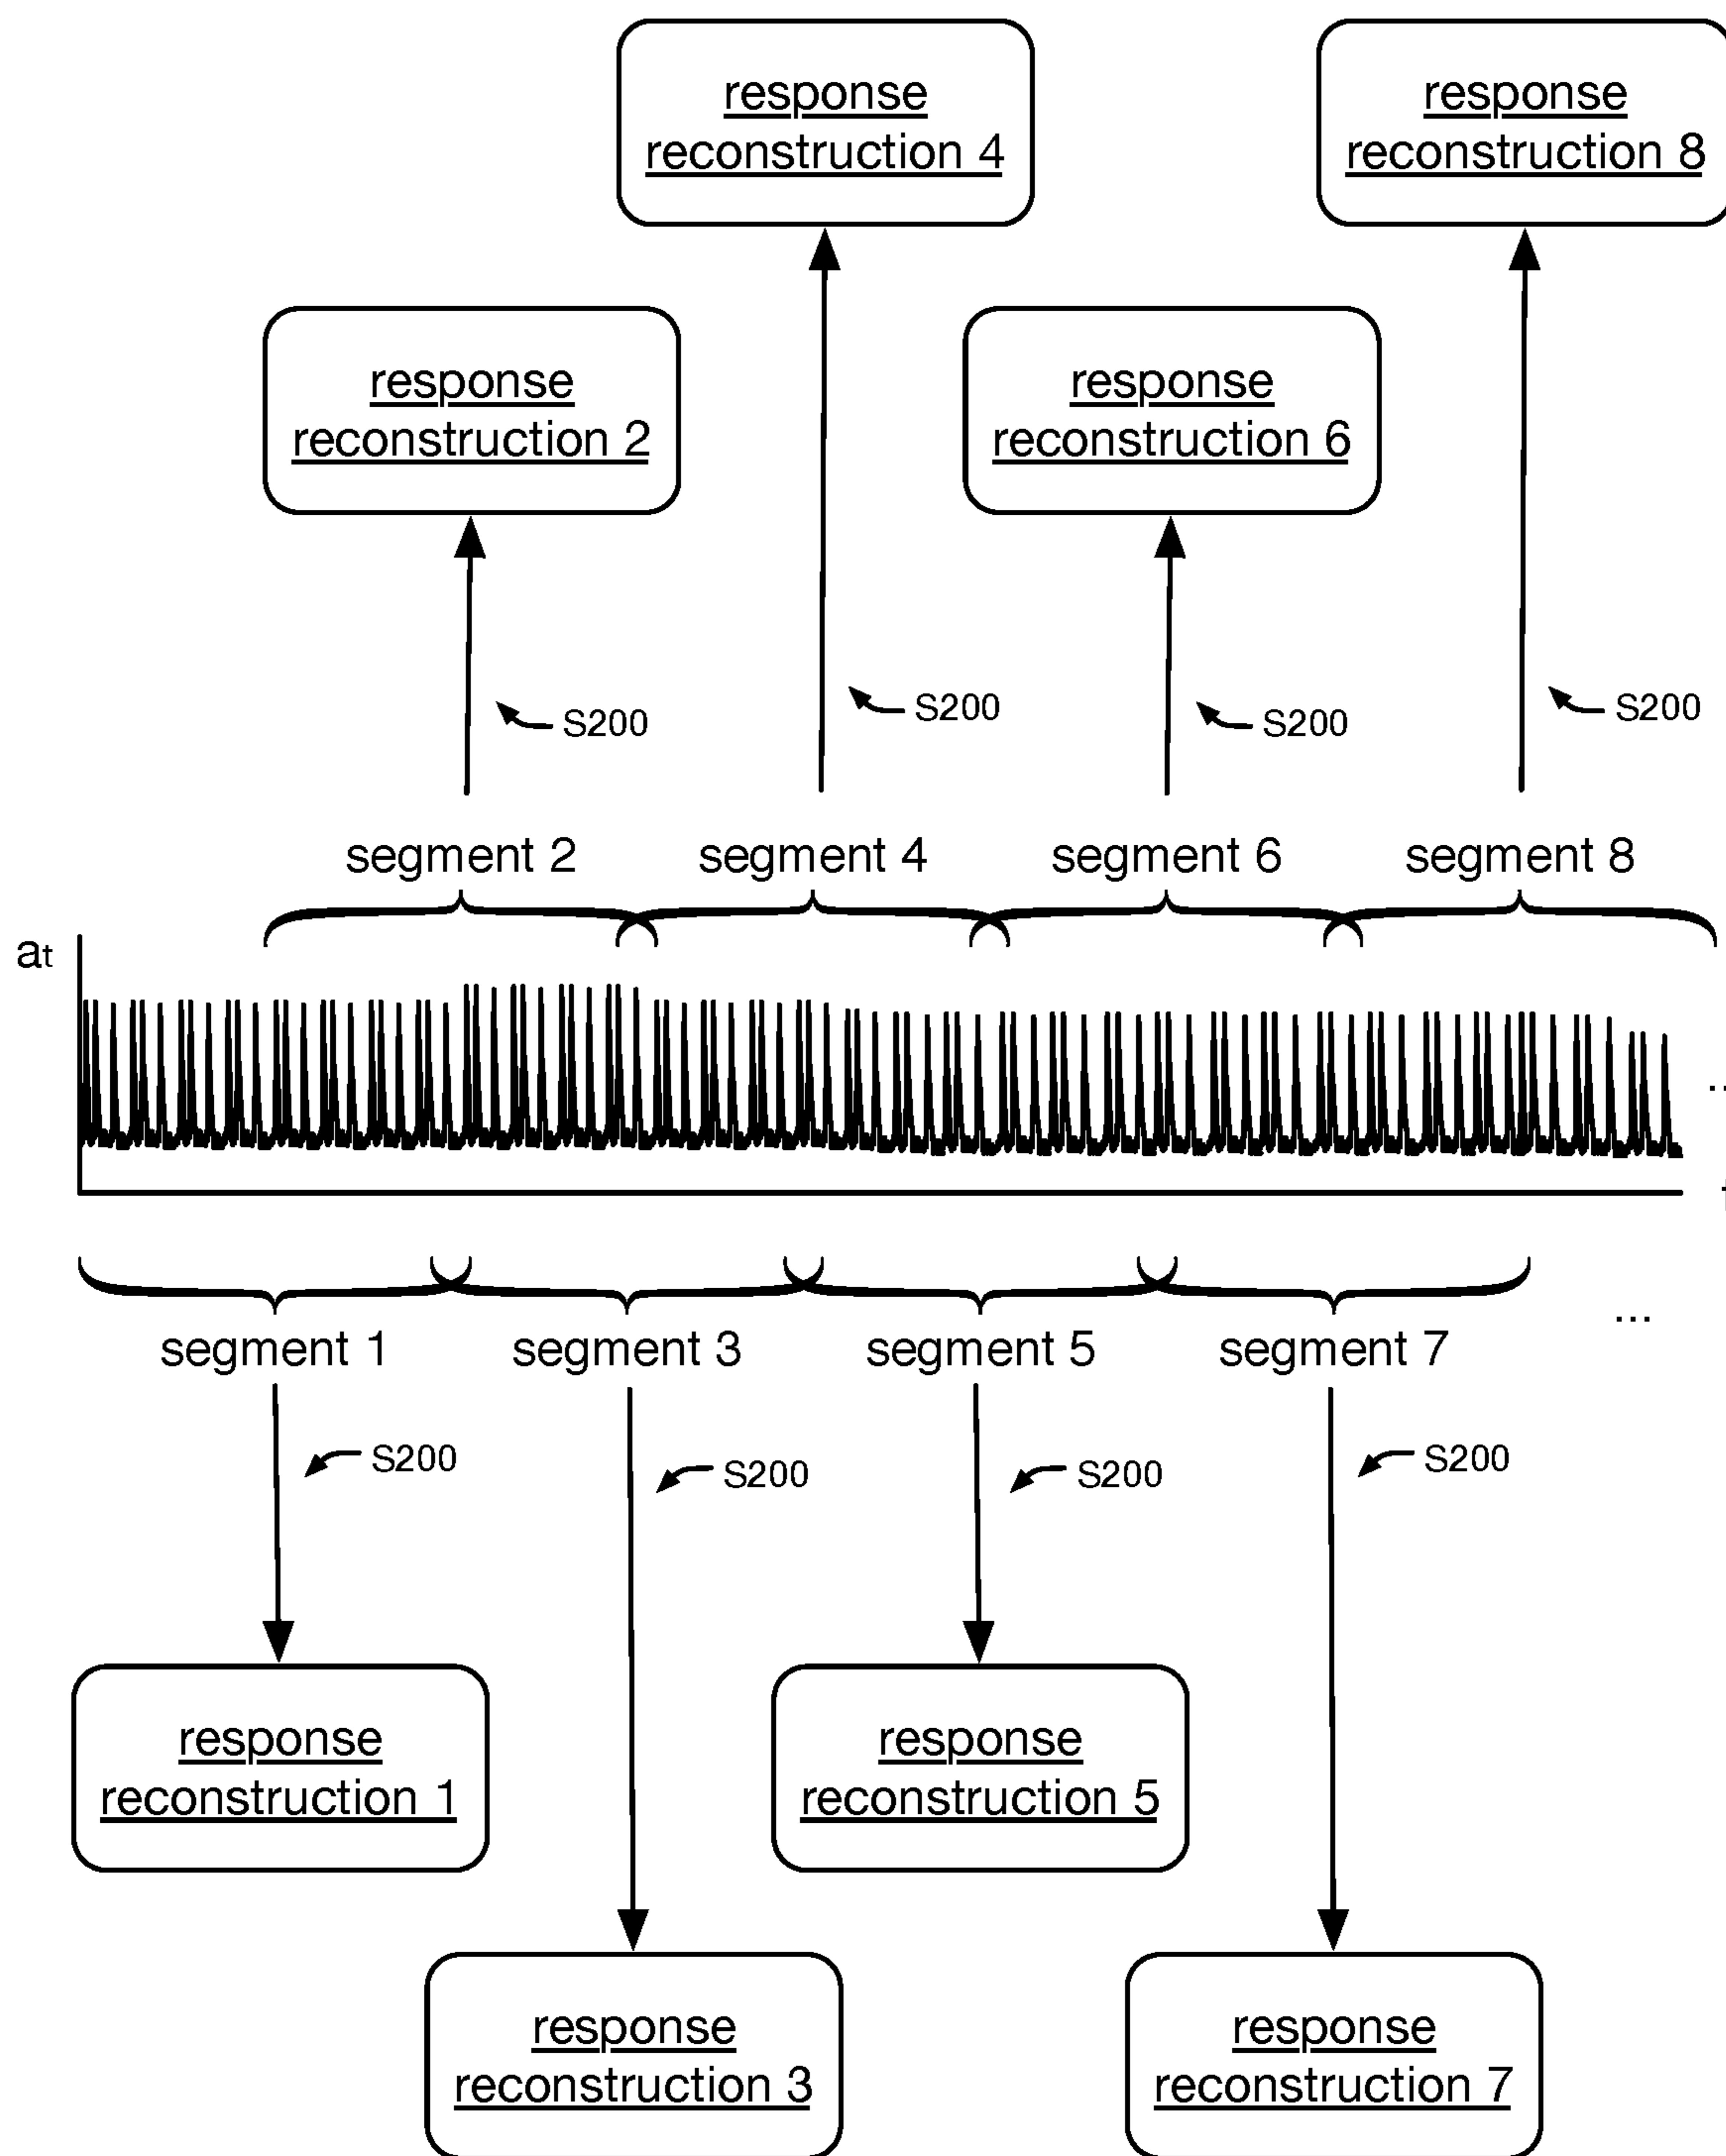 response
reconstruction 4
response
reconstruction 8
response
reconstruction 2
response
reconstruction 6
S200
S200
S200
S200
segment 2
segment 4
segment 6
segment 8
at
...
segment 1
segment 3
segment 5
segment 7
...
S200
S200
S200
S200
response
reconstruction 1
response
reconstruction 5
response
reconstruction 3
response
reconstruction 7